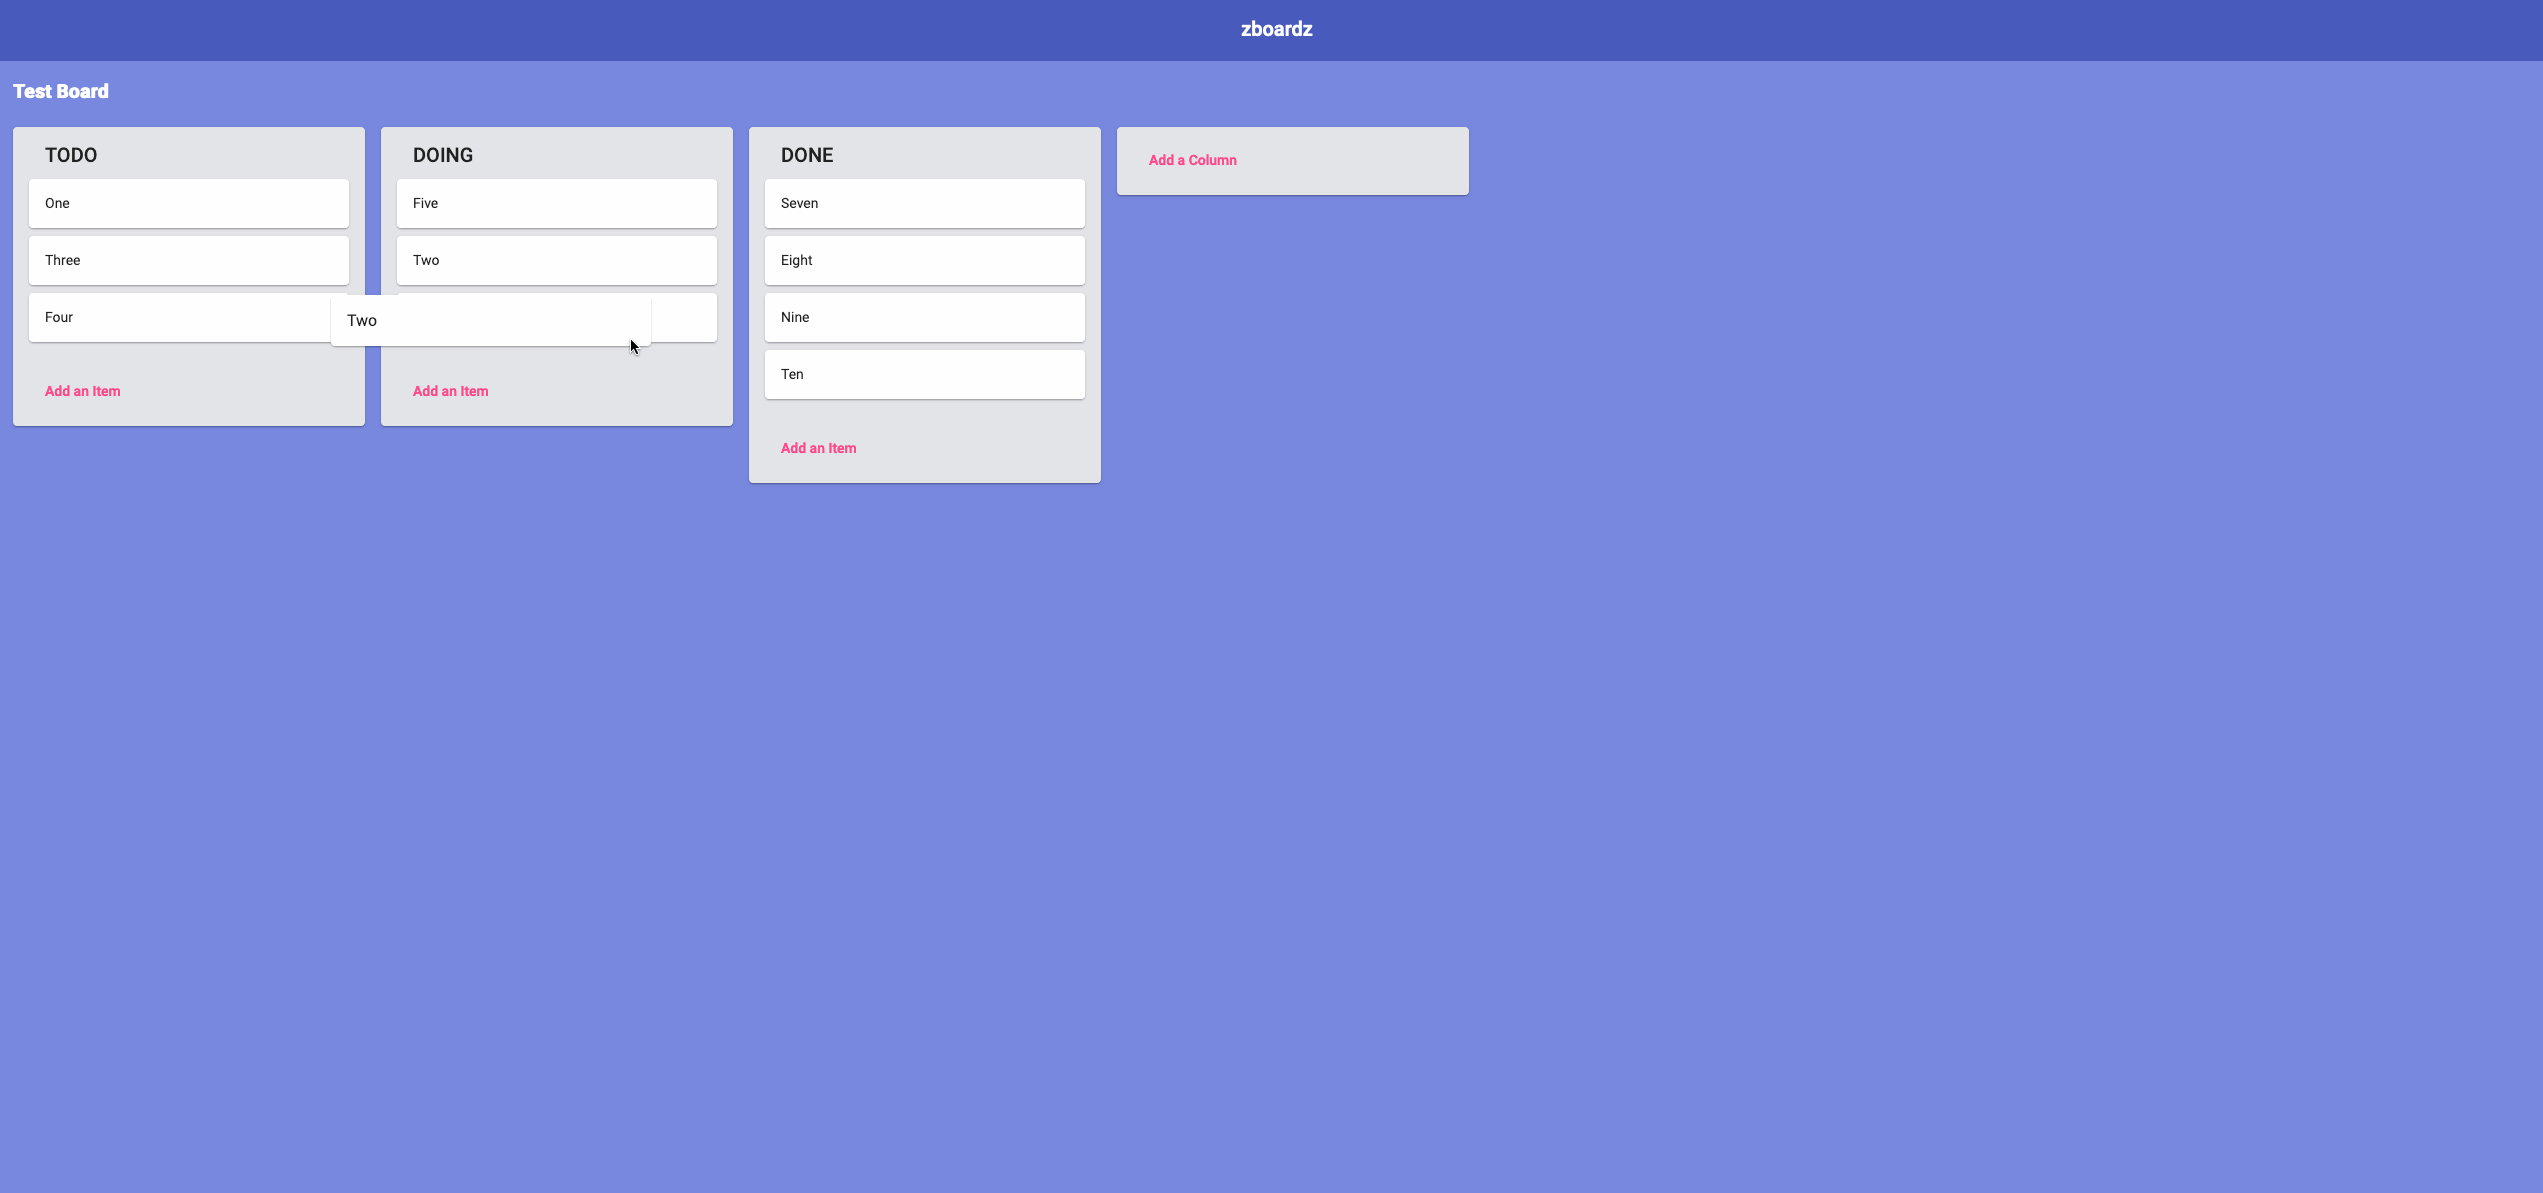 zboardz
Test Board
TODO
One
Three
Four
Add an Item
DOING
Five
Two
Two
Add an Item
DONE
Seven
Eight
Nine
Ten
Add an Item
Add a Column